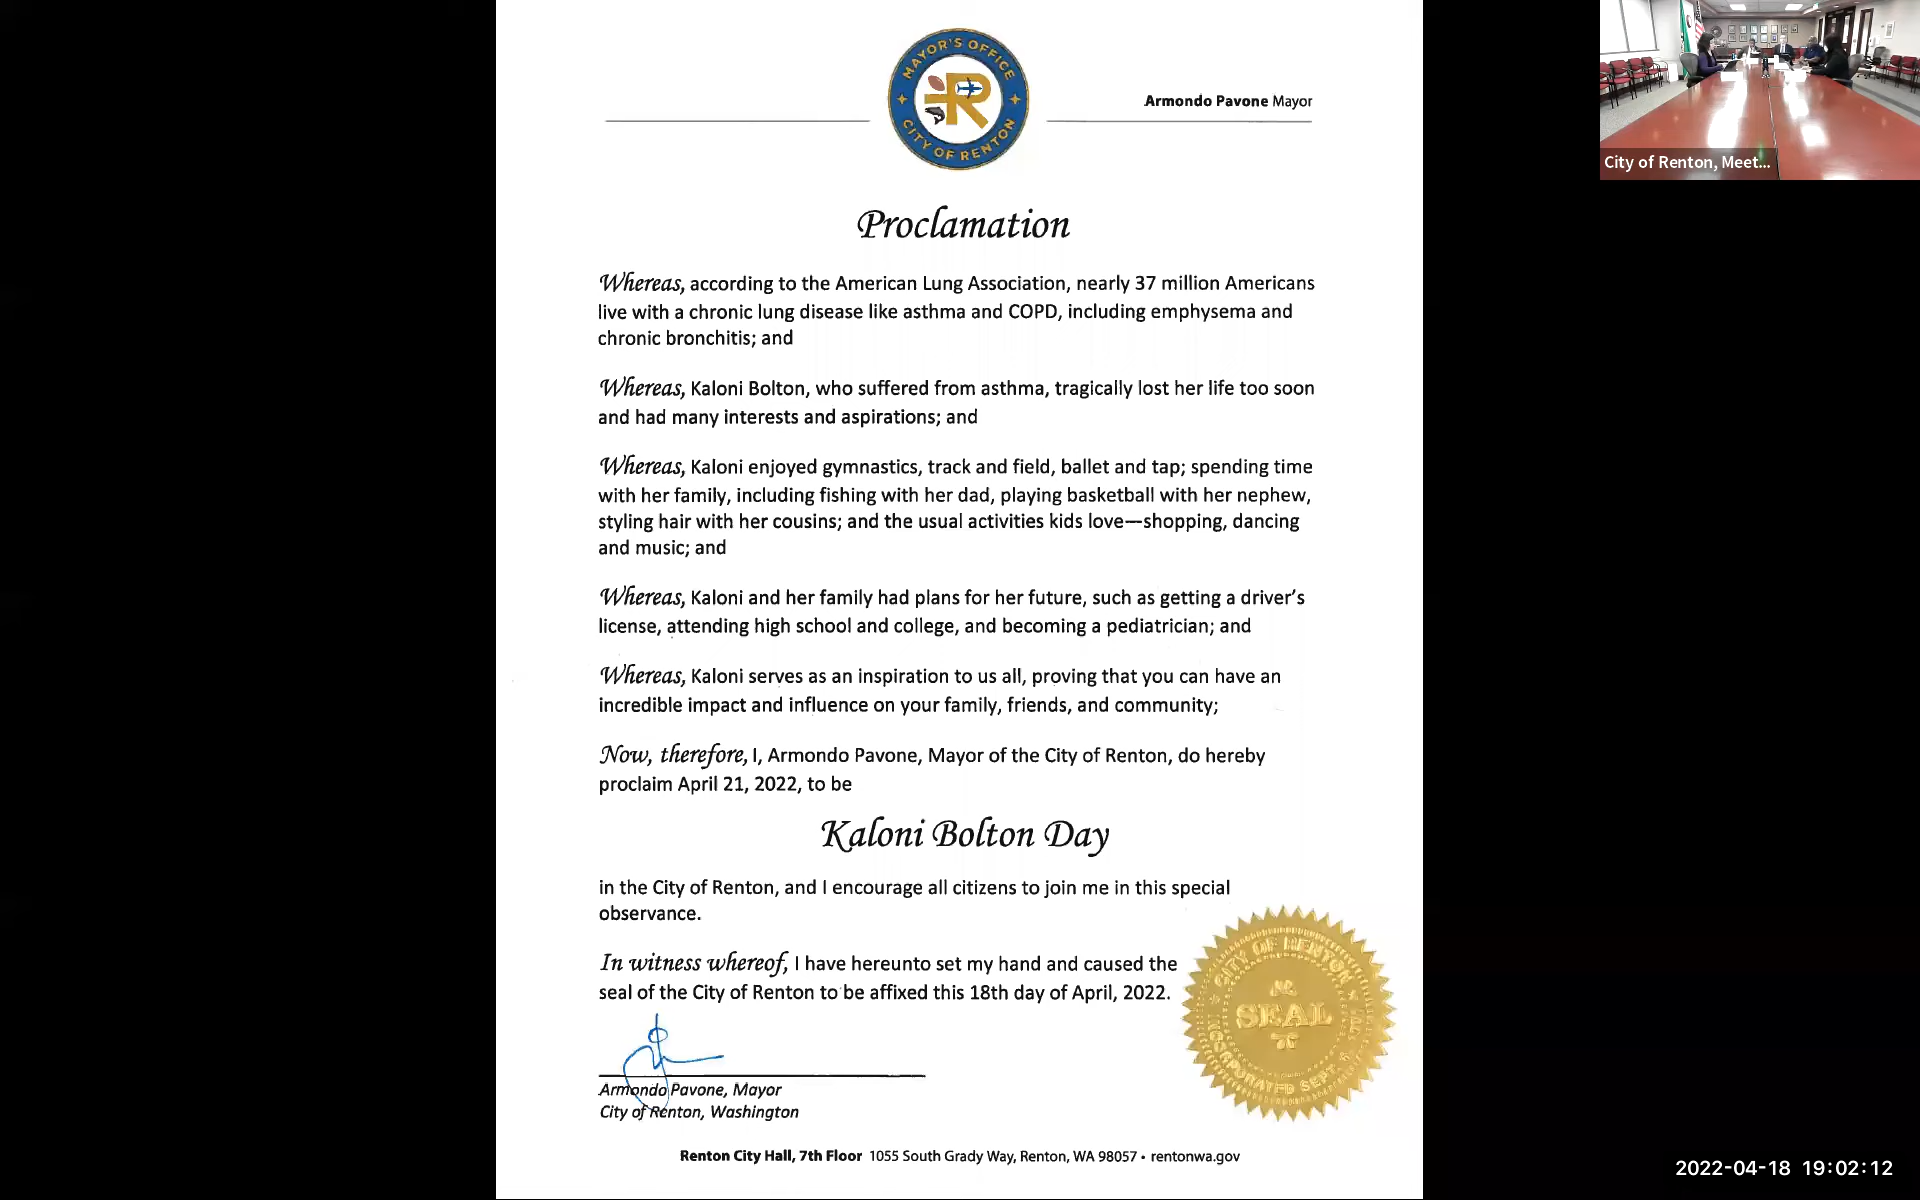 MAYOR'S OFFICE
CITY OF RENTON
R
Armondo Pavone Mayor
City of Renton, Meet...
Proclamation
Whereas, according to the American Lung Association, nearly 37 million Americans
live with a chronic lung disease like asthma and COPD, including emphysema and
chronic bronchitis; and
Whereas, Kaloni Bolton, who suffered from asthma, tragically lost her life too soon
and had many interests and aspirations; and
Whereas, Kaloni enjoyed gymnastics, track and field, ballet and tap; spending time
with her family, including fishing with her dad, playing basketball with her nephew,
styling hair with her cousins; and the usual activities kids love—shopping, dancing
and music; and
Whereas, Kaloni and her family had plans for her future, such as getting a driver's
license, attending high school and college, and becoming a pediatrician; and
Whereas, Kaloni serves as an inspiration to us all, proving that you can have an
incredible impact and influence on your family, friends, and community;
Now, therefore, I, Armondo Pavone, Mayor of the City of Renton, do hereby
proclaim April 21, 2022, to be
Kaloni Bolton Day
in the City of Renton, and I encourage all citizens to join me in this special
observance.
In witness whereof, I have hereunto set my hand and caused the
seal of the City of Renton to be affixed this 18th day of April, 2022.
CITY OF RENTON
SEAL
INCORPORATED SEPT.
Armondo Pavone, Mayor
City of Renton, Washington
Renton City Hall, 7th Floor 1055 South Grady Way, Renton, WA 98057 • rentonwa.gov
2022-04-18 19:02:12